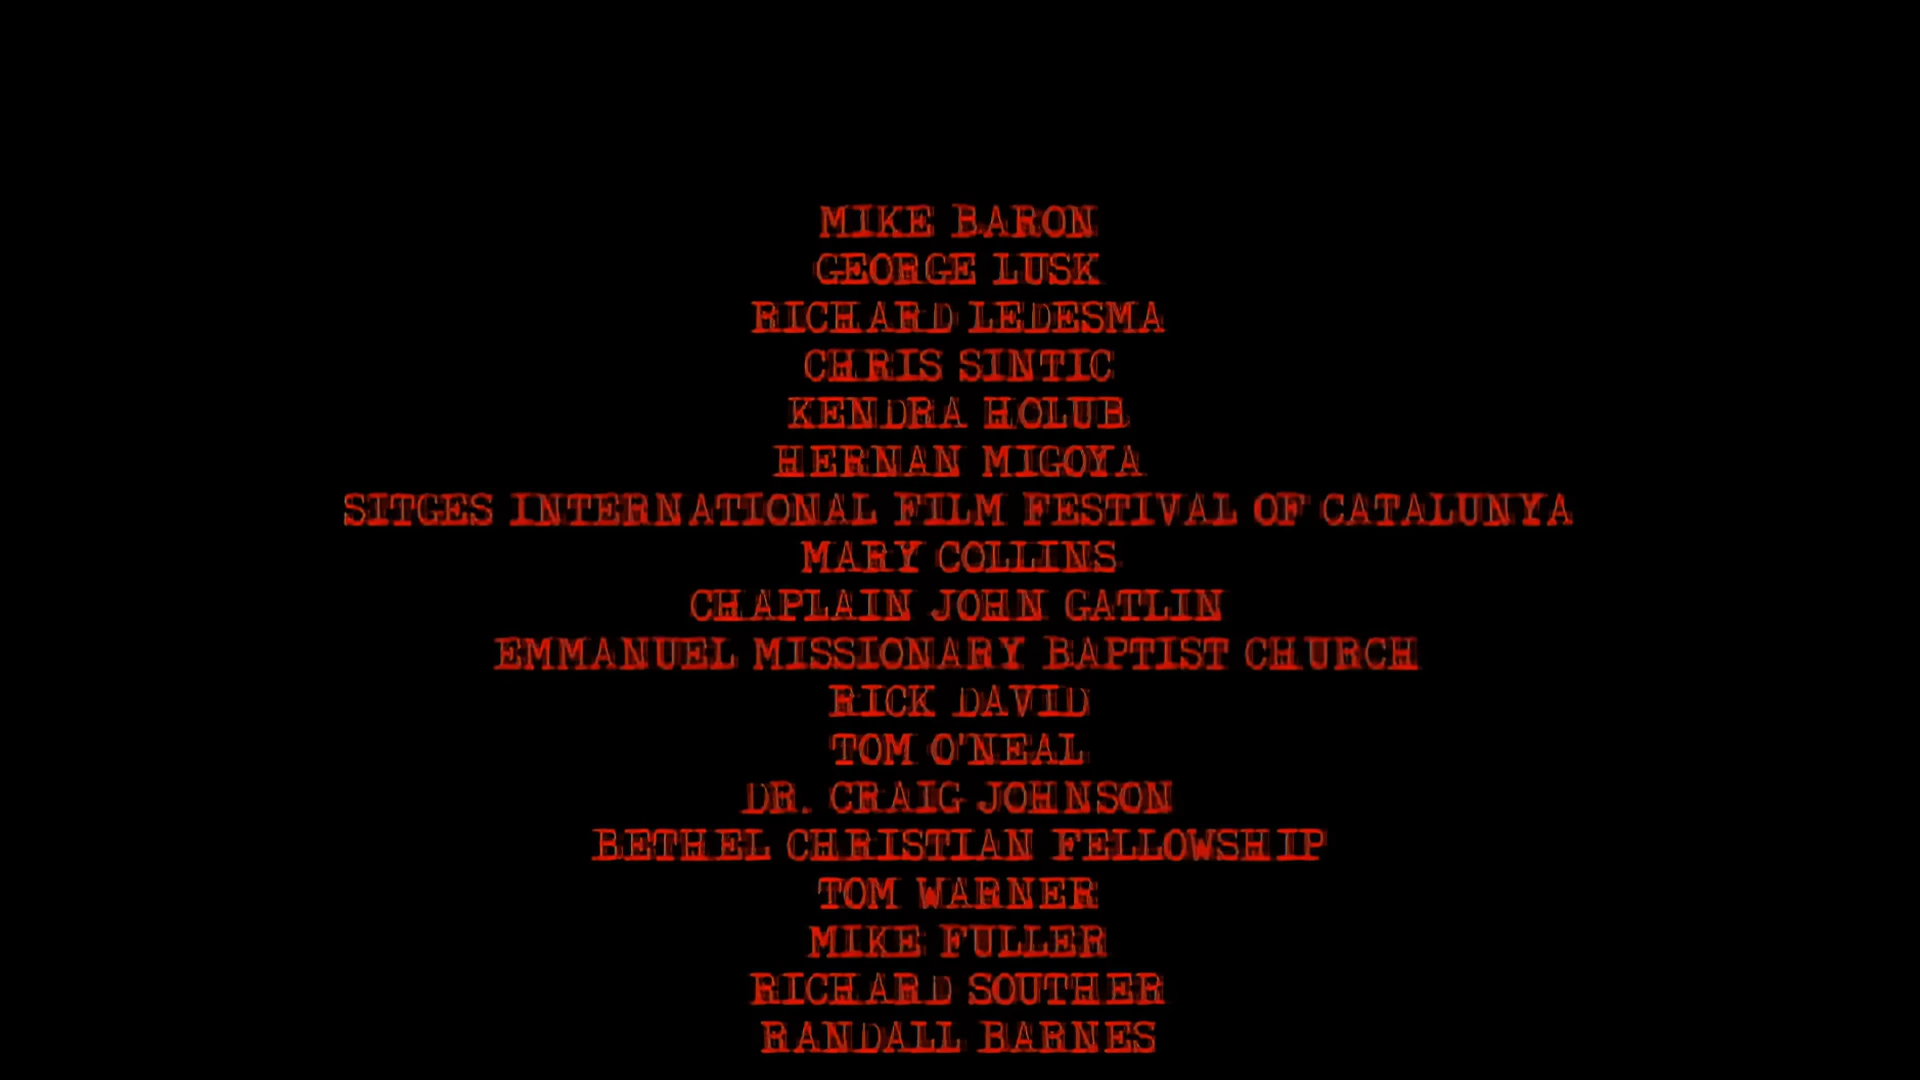 MIKE BARON
GEORGE LUSK
RICHARD LEDESMA
CHRIS SINTIC
KENDRA HOLUB
HERNAN MIGOYA
SITGES INTERNATIONAL FILM FESTIVAL OF CATALUNYA
MARY COLLINS
CHAPLAIN JOHN GATLIN
EMMANUEL MISSIONARY BAPTIST CHURCH
RICK DAVID
TOM O'NEAL
DR. CRAIG JOHNSON
BETHEL CHRISTIAN FELLOWSHIP
TOM WARNER
MIKE FULLER
RICHARD SOUTHER
RANDALL BARNES